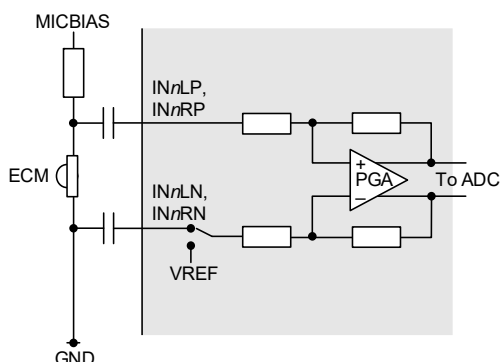 MICBIAS
INnLP,
INnRP
ECM
+
PGA
−
To ADC
INnLN,
INnRN
VREF
GND